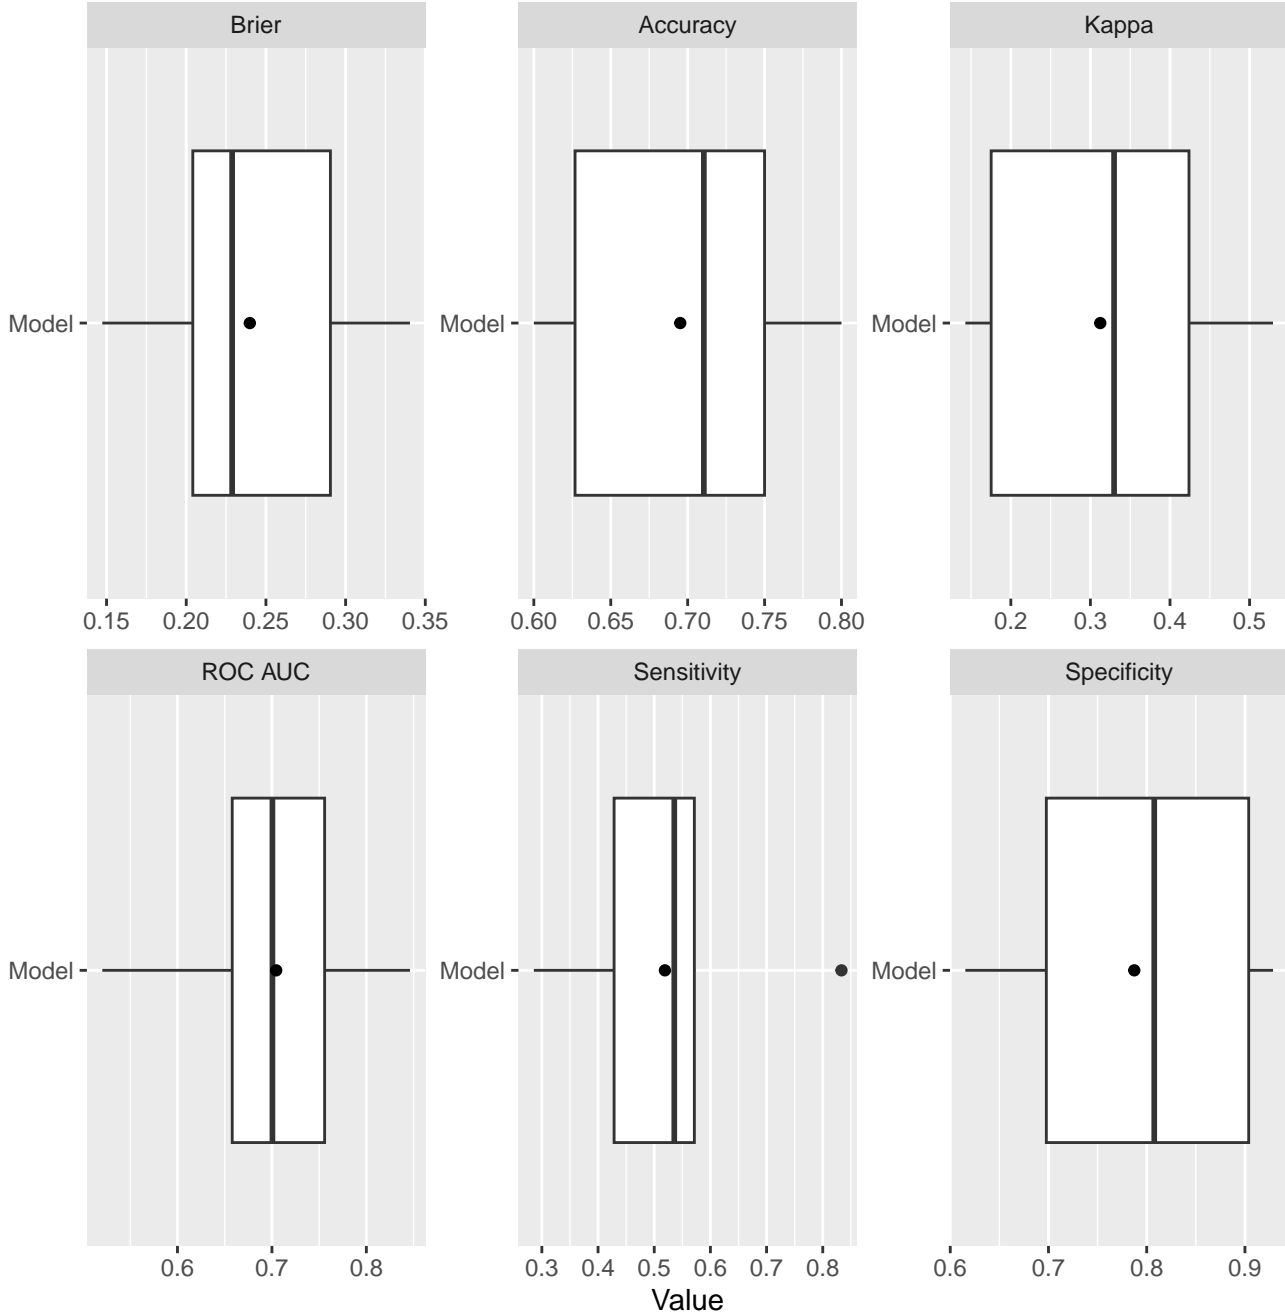 Brier Accuracy Kappa
Model Model Model
0.15 0.20 0.25 0.30 0.35 0.60 0.65 0.70 0.75 0.80 0.2 0.3 0.4 0.5
ROC AUC Sensitivity Specificity
Model Model Model
0.6 0.7 0.8 0.3 0.4 0.5 0.6 0.7 0.8 0.6 0.7 0.8 0.9
Value